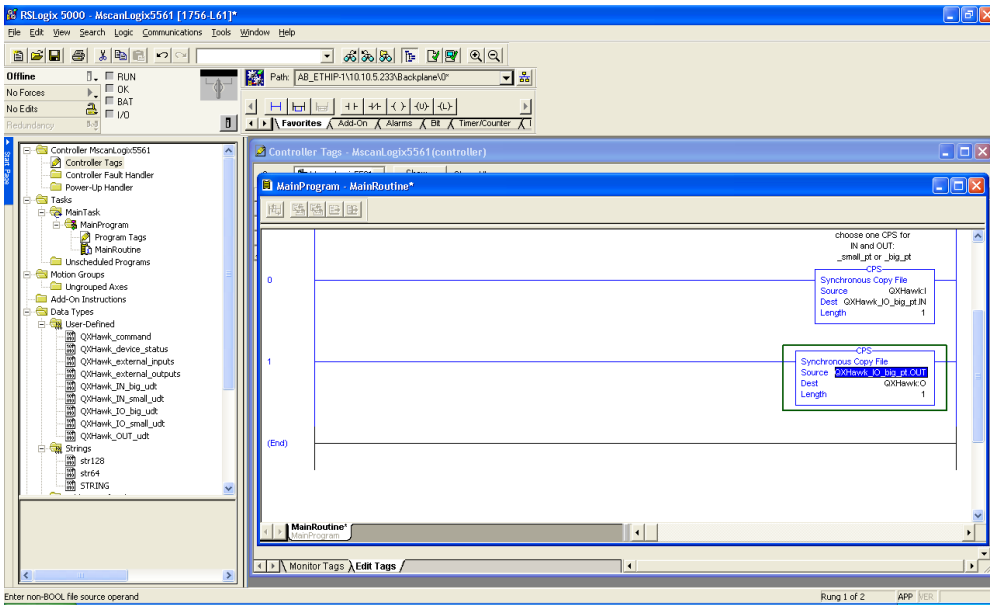 RSLogix 5000 - MscanLogix5561 [1756-L61]*
File Edit View Search Logic Communications Tools Window Help
Offline RUN
No Forces OK
No Edits BAT
Redundancy I/O
Path: AB_ETHIP-1\10.10.5.233\Backplane\0*
Favorites Add-On Alarms Bit Timer/Counter
Start Page
Controller MscanLogix5561
Controller Tags
Controller Fault Handler
Power-Up Handler
Tasks
MainTask
MainProgram
Program Tags
MainRoutine
Unscheduled Programs
Motion Groups
Ungrouped Axes
Add-On Instructions
Data Types
User-Defined
QXHawk_command
QXHawk_device_status
QXHawk_external_inputs
QXHawk_external_outputs
QXHawk_IN_big_udt
QXHawk_IN_small_udt
QXHawk_IO_big_udt
QXHawk_IO_small_udt
QXHawk_OUT_udt
Strings
str128
str64
STRING
Controller Tags - MscanLogix5561(controller)
MainProgram - MainRoutine*
choose one CPS for
IN and OUT:
_small_pt or _big_pt
0
CPS
Synchronous Copy File
Source QXHawk:I
Dest QXHawk_IO_big_pt.IN
Length 1
1
CPS
Synchronous Copy File
Source QXHawk_IO_big_pt.OUT
Dest QXHawk:O
Length 1
(End)
MainRoutine*
MainProgram
Monitor Tags Edit Tags
Enter non-BOOL file source operand
Rung 1 of 2 APP VER